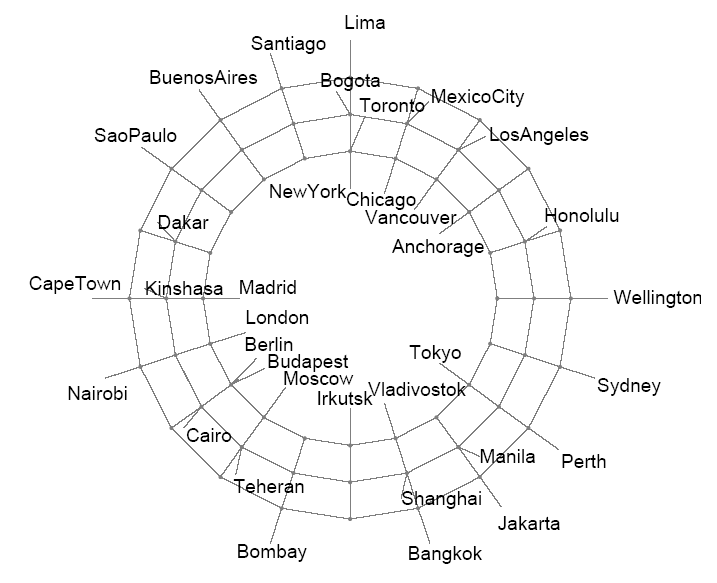 Lima
Santiago
BuenosAires
Bogota
MexicoCity
Toronto
SaoPaulo
LosAngeles
NewYork
Chicago
Vancouver
Honolulu
Dakar
Anchorage
CapeTown
Kinshasa
Madrid
Wellington
London
Berlin
Tokyo
Budapest
Moscow
Vladivostok
Sydney
Nairobi
Irkutsk
Cairo
Manila
Perth
Teheran
Shanghai
Jakarta
Bombay
Bangkok